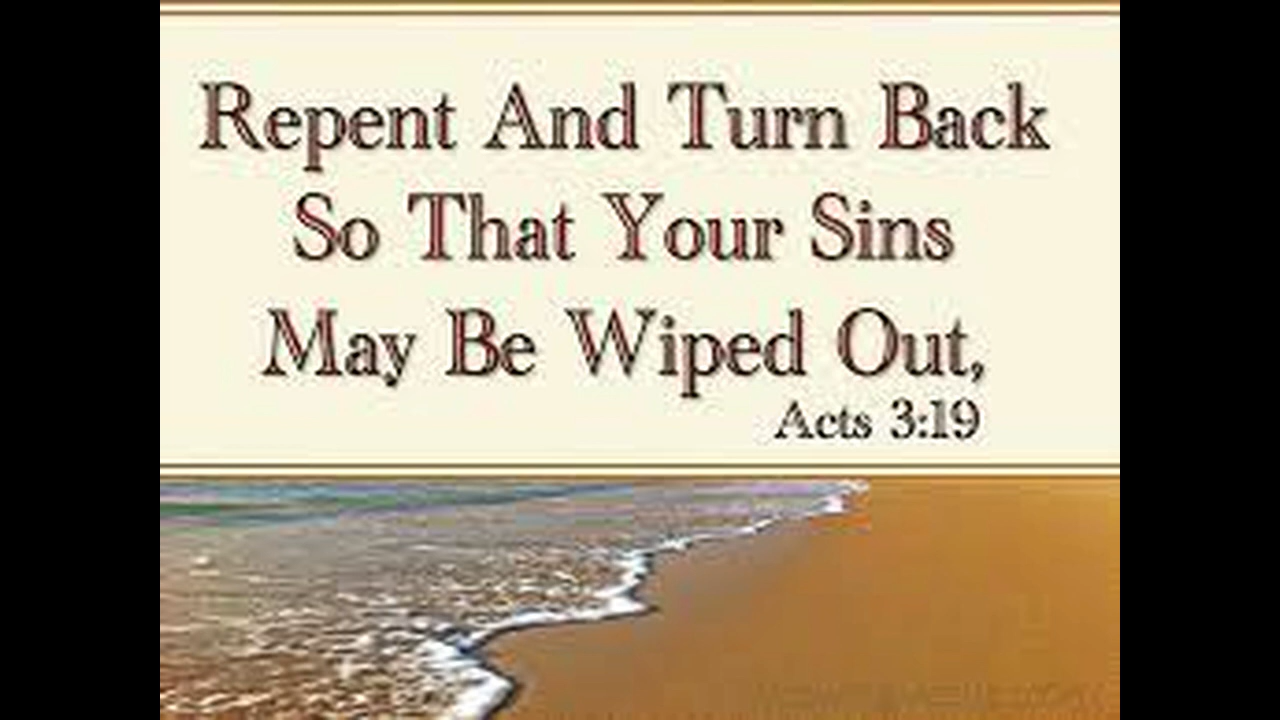 Repent And Turn Back
So That Your Sins
May Be Wiped Out,
Acts 3:19